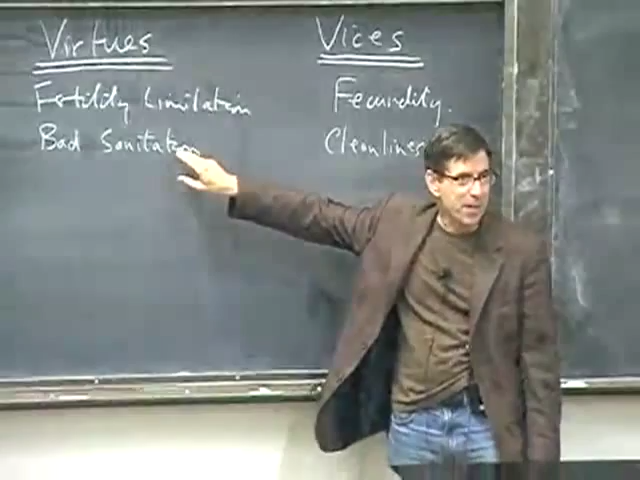 Virtues
Vices
Fertility Limitation
Fecundity.
Bad Sanitation
Cleanliness